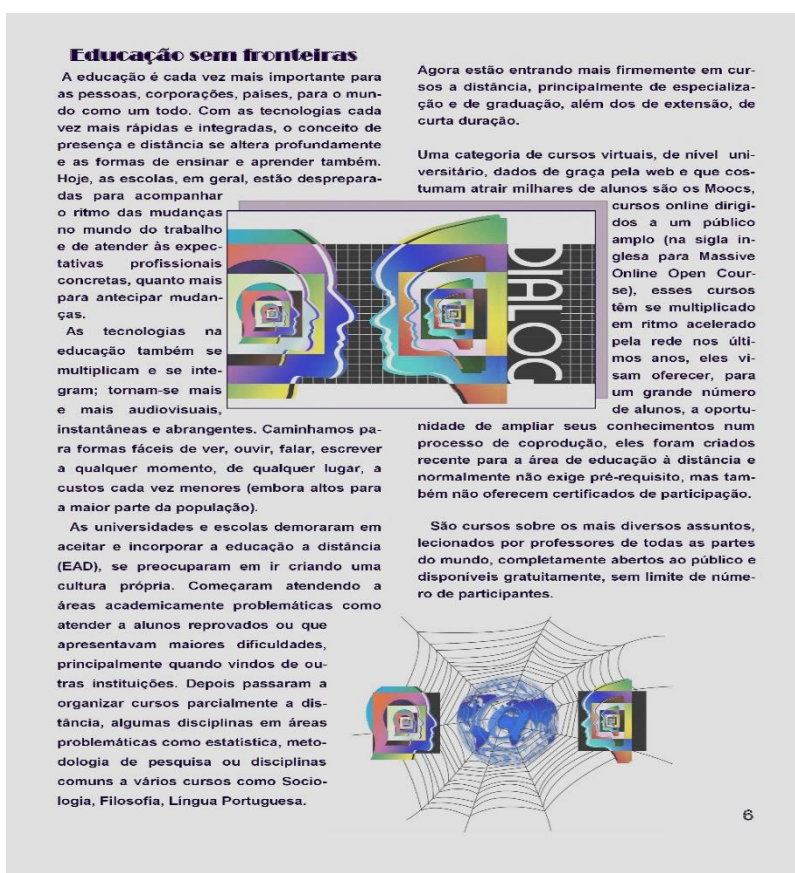 Educação sem fronteiras
A educação é cada vez mais importante para
as pessoas, corporações, países, para o mun-
do como um todo. Com as tecnologias cada
vez mais rápidas e integradas, o conceito de
presença e distância se altera profundamente
e as formas de ensinar e aprender também.
Hoje, as escolas, em geral, estão despreparа-
das para acompanhar
o ritmo das mudanças
no mundo do trabalho
e de atender às expec-
tativas profissionais
concretas, quanto mais
para antecipar mudan-
ças.
As tecnologias na
educação também se
multiplicam e se inte-
gram; tornam-se mais
e mais audiovisuais,
instantâneas e abrangentes. Caminhamos pa-
ra formas fáceis de ver, ouvir, falar, escrever
a qualquer momento, de qualquer lugar, a
custos cada vez menores (embora altos para
a maior parte da população).
As universidades e escolas demoraram em
aceitar e incorporar a educação a distância
(EAD), se preocuparam em ir criando uma
cultura própria. Começaram atendendo a
áreas academicamente problemáticas como
atender a alunos reprovados ou que
apresentavam maiores dificuldades,
principalmente quando vindos de ou-
tras instituições. Depois passaram a
organizar cursos parcialmente a dis-
tância, algumas disciplinas em áreas
problemáticas como estatística, meto-
dologia de pesquisa ou disciplinas
comuns a vários cursos como Socio-
logia, Filosofia, Língua Portuguesa.
Agora estão entrando mais firmemente em cur-
sos a distância, principalmente de especializa-
ção e de graduação, além dos de extensão, de
curta duração.
Uma categoria de cursos virtuais, de nível uni-
versitário, dados de graça pela web e que cos-
tumam atrair milhares de alunos são os Moocs,
cursos online dirigi-
dos a um público
amplo (na sigla in-
glesa para Massive
Online Open Cour-
se), esses cursos
têm se multiplicado
em ritmo acelerado
pela rede nos últi-
mos anos, eles vi-
sam oferecer, para
um grande número
de alunos, a oportu-
nidade de ampliar seus conhecimentos num
processo de coprodução, eles foram criados
recente para a área de educação à distância e
normalmente não exige pré-requisito, mas tam-
bém não oferecem certificados de participação.
São cursos sobre os mais diversos assuntos,
lecionados por professores de todas as partes
do mundo, completamente abertos ao público e
disponíveis gratuitamente, sem limite de núme-
ro de participantes.
DIALOG
6